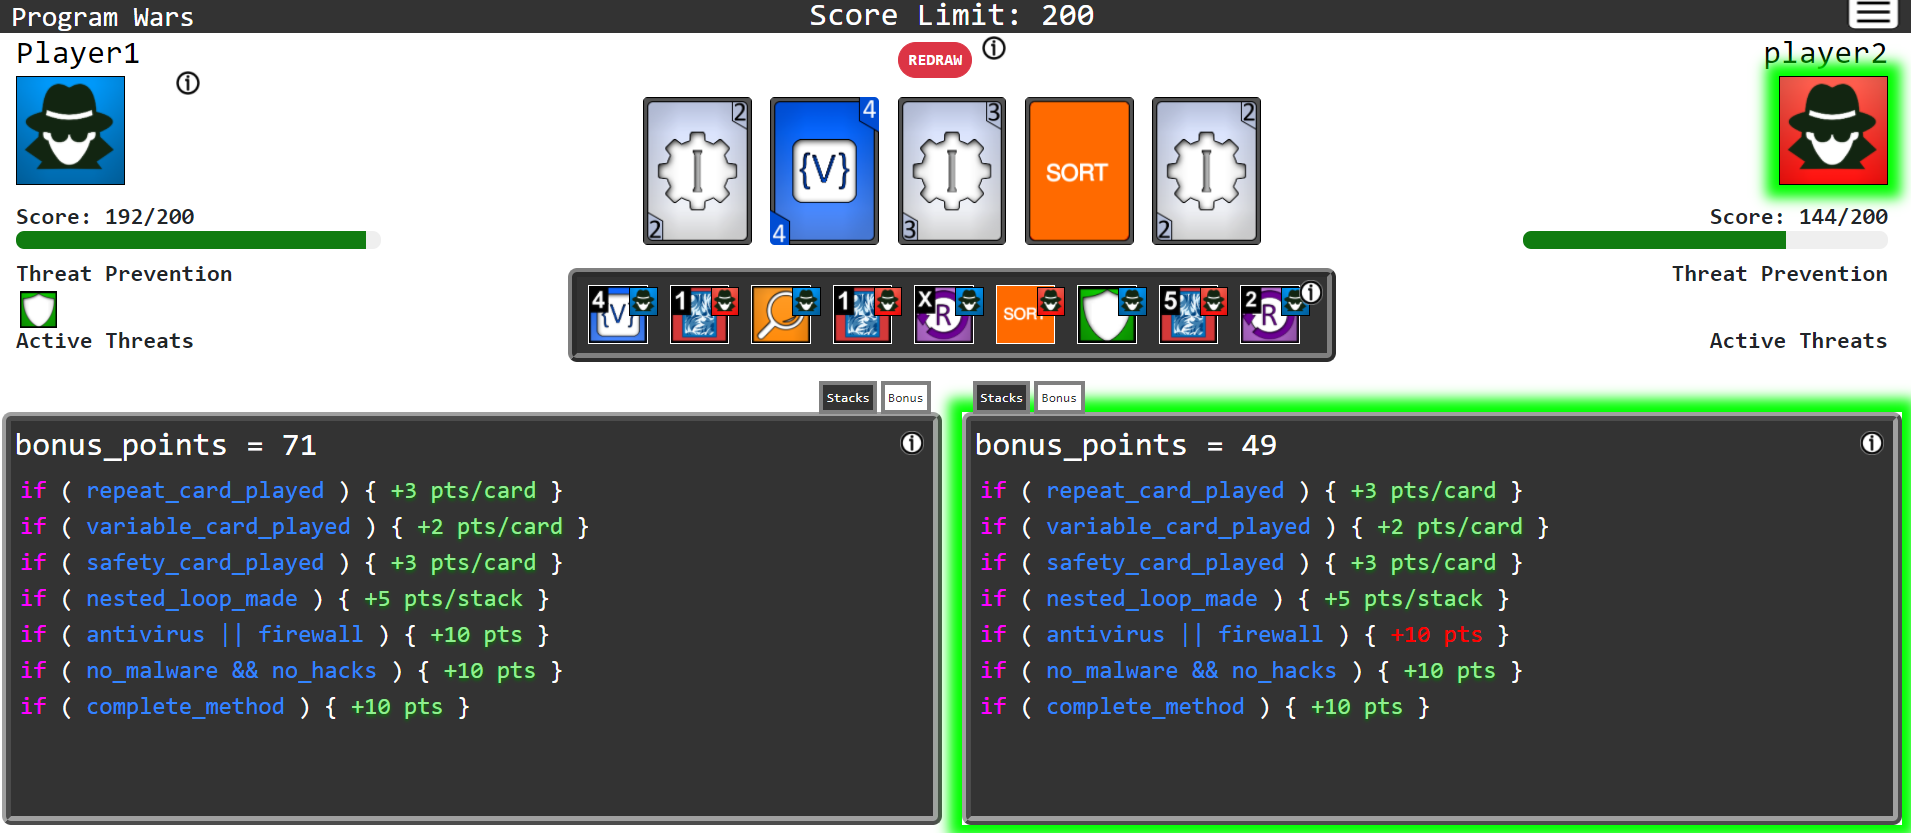 Program Wars
Score Limit: 200
Player1
REDRAW
player2
2 2
4 {V} 4
3 3
SORT
2 2
Score: 192/200
Score: 144/200
Threat Prevention
Threat Prevention
Active Threats
Active Threats
4 {V}
1
1
X R
SORT
5
2 R
Stacks Bonus
Stacks Bonus
bonus_points = 71
if ( repeat_card_played ) { +3 pts/card }
if ( variable_card_played ) { +2 pts/card }
if ( safety_card_played ) { +3 pts/card }
if ( nested_loop_made ) { +5 pts/stack }
if ( antivirus || firewall ) { +10 pts }
if ( no_malware && no_hacks ) { +10 pts }
if ( complete_method ) { +10 pts }
bonus_points = 49
if ( repeat_card_played ) { +3 pts/card }
if ( variable_card_played ) { +2 pts/card }
if ( safety_card_played ) { +3 pts/card }
if ( nested_loop_made ) { +5 pts/stack }
if ( antivirus || firewall ) { +10 pts }
if ( no_malware && no_hacks ) { +10 pts }
if ( complete_method ) { +10 pts }